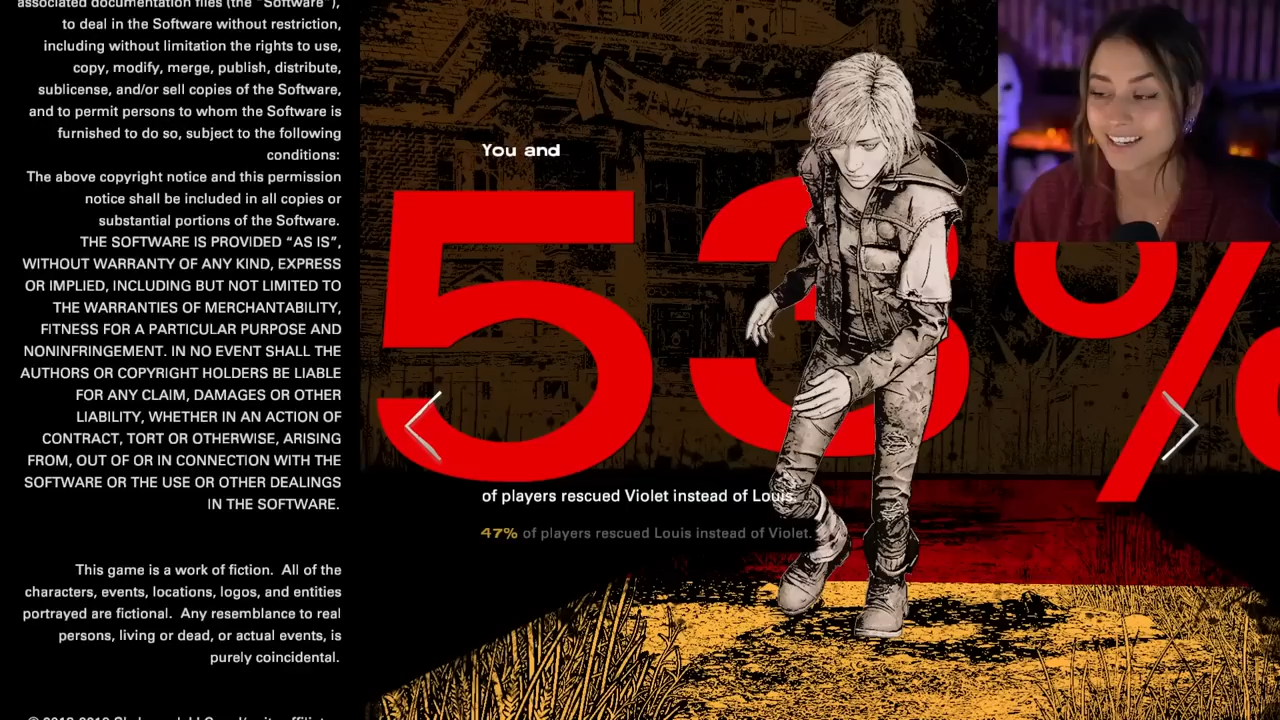 associated documentation files (the "Software"),
to deal in the Software without restriction,
including without limitation the rights to use,
copy, modify, merge, publish, distribute,
sublicense, and/or sell copies of the Software,
and to permit persons to whom the Software is
furnished to do so, subject to the following
conditions:
The above copyright notice and this permission
notice shall be included in all copies or
substantial portions of the Software.
THE SOFTWARE IS PROVIDED “AS IS”,
WITHOUT WARRANTY OF ANY KIND, EXPRESS
OR IMPLIED, INCLUDING BUT NOT LIMITED TO
THE WARRANTIES OF MERCHANTABILITY,
FITNESS FOR A PARTICULAR PURPOSE AND
NONINFRINGEMENT. IN NO EVENT SHALL THE
AUTHORS OR COPYRIGHT HOLDERS BE LIABLE
FOR ANY CLAIM, DAMAGES OR OTHER
LIABILITY, WHETHER IN AN ACTION OF
CONTRACT, TORT OR OTHERWISE, ARISING
FROM, OUT OF OR IN CONNECTION WITH THE
SOFTWARE OR THE USE OR OTHER DEALINGS
IN THE SOFTWARE.
This game is a work of fiction. All of the
characters, events, locations, logos, and entities
portrayed are fictional. Any resemblance to real
persons, living or dead, or actual events, is
purely coincidental.
You and
53%
of players rescued Violet instead of Louis.
47% of players rescued Louis instead of Violet.